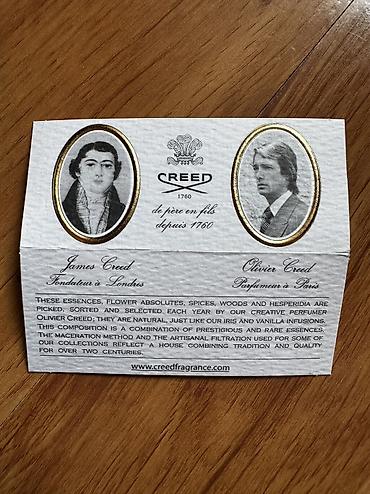 CREED
1760
de père en fils
depuis 1760
James Creed
Fondateur à Londres
Olivier Creed
Parfumeur à Paris
THESE ESSENCES, FLOWER ABSOLUTES, SPICES, WOODS AND HESPERIDIA ARE
PICKED, SORTED AND SELECTED EACH YEAR BY OUR CREATIVE PERFUMER
OLIVIER CREED; THEY ARE NATURAL, JUST LIKE OUR IRIS AND VANILLA INFUSIONS.
THIS COMPOSITION IS A COMBINATION OF PRESTIGIOUS AND RARE ESSENCES.
THE MACERATION METHOD AND THE ARTISANAL FILTRATION USED FOR SOME OF
OUR COLLECTIONS REFLECT A HOUSE COMBINING TRADITION AND QUALITY
FOR OVER TWO CENTURIES.
www.creedfragrance.com